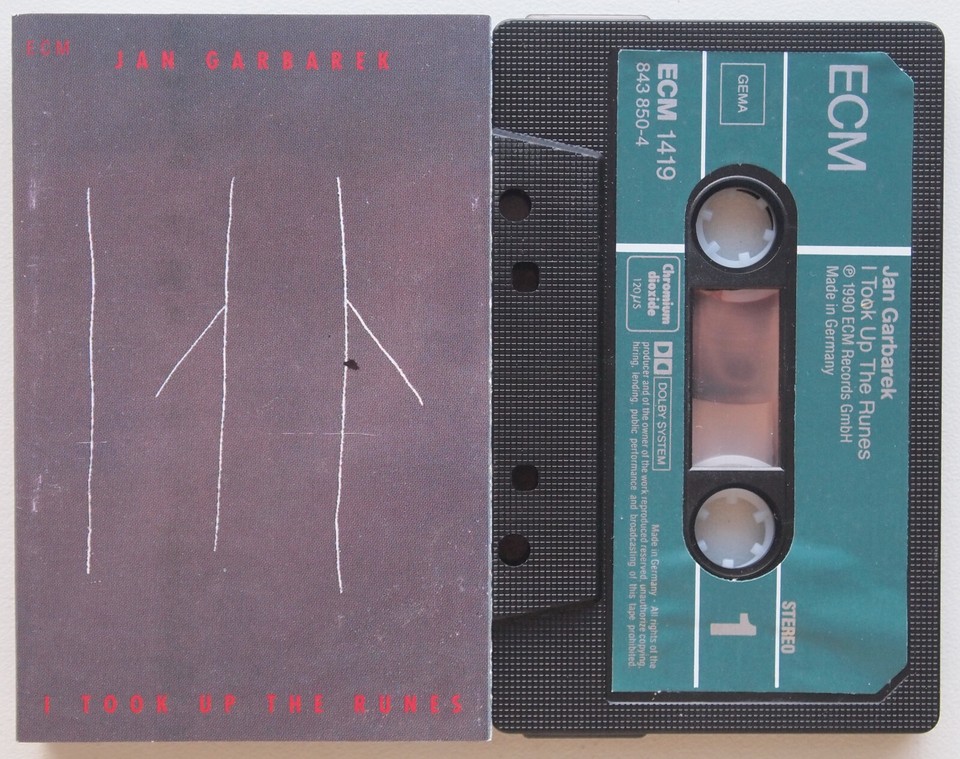 ECM
JAN GARBAREK
I TOOK UP THE RUNES
ECM
Jan Garbarek
I Took Up The Runes
℗ 1990 ECM Records GmbH
Made in Germany
GEMA
ECM 1419
843 850-4
Chromium
dioxide
120μS
DOLBY SYSTEM
STEREO
1
Made in Germany · All rights of the
producer and of the owner of the work reproduced reserved. unauthorize copying,
hiring, lending, public performance and broadcasting of this tape prohibited.